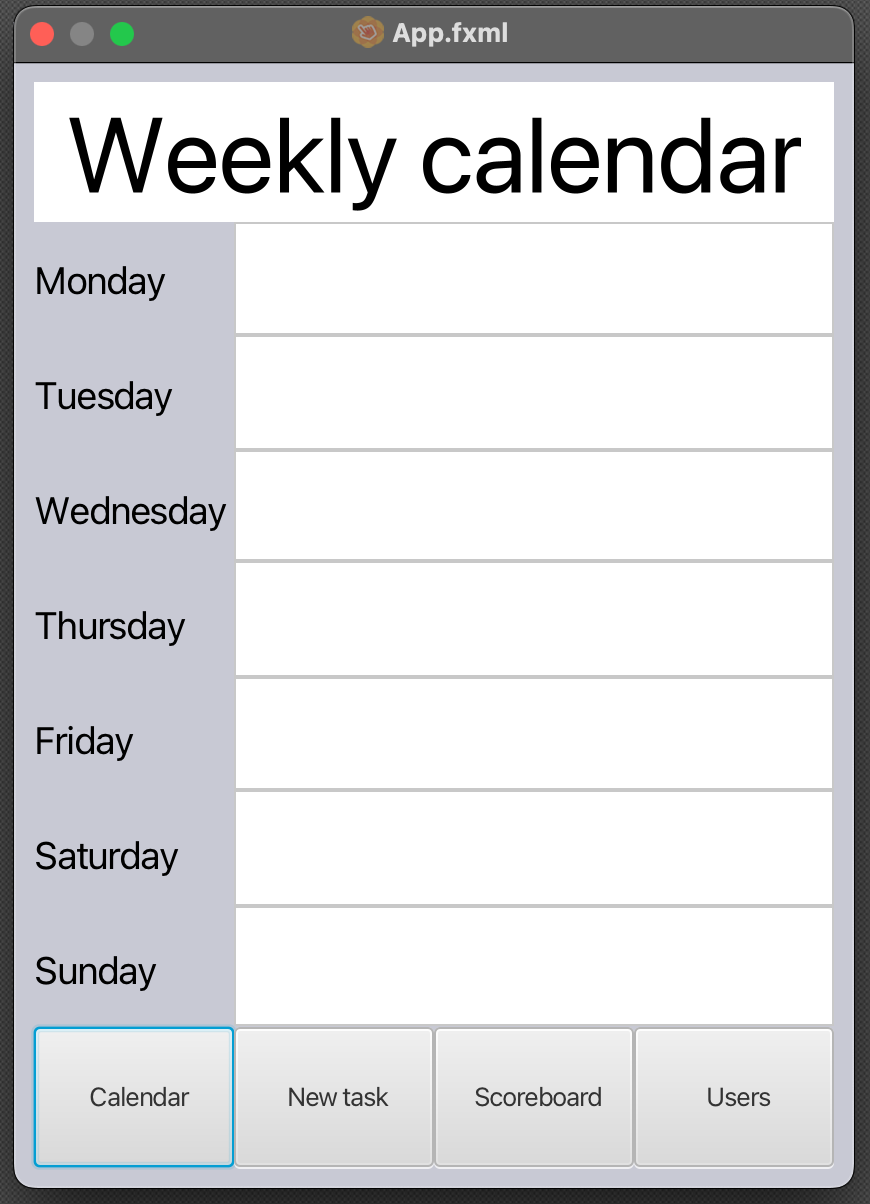 App.fxml
Weekly calendar
Monday
Tuesday
Wednesday
Thursday
Friday
Saturday
Sunday
Calendar
New task
Scoreboard
Users